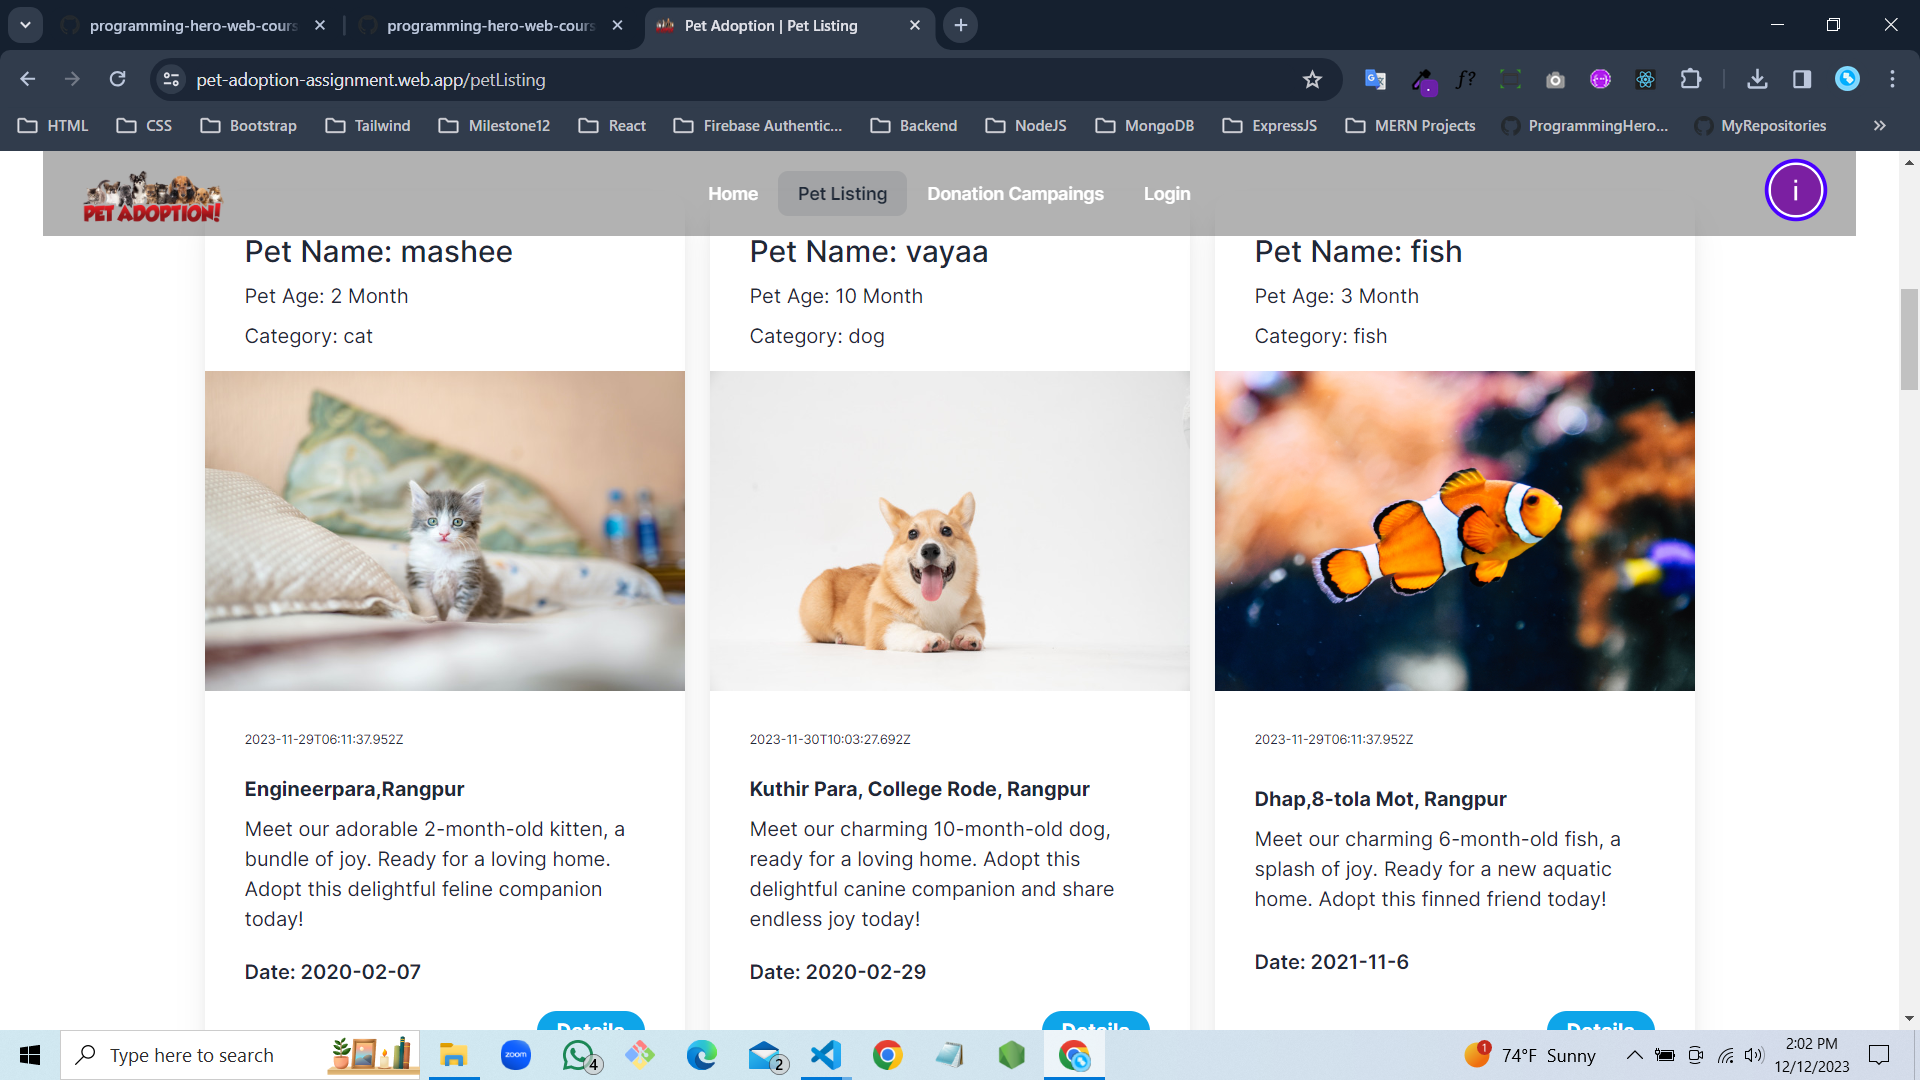 programming-hero-web-cours
programming-hero-web-cours
Pet Adoption | Pet Listing
pet-adoption-assignment.web.app/petListing
f?
HTML
CSS
Bootstrap
Tailwind
Milestone12
React
Firebase Authentic...
Backend
NodeJS
MongoDB
ExpressJS
MERN Projects
ProgrammingHero...
MyRepositories
PET ADOPTION!
Home
Pet Listing
Donation Campaings
Login
i
Pet Name: mashee
Pet Age: 2 Month
Category: cat
2023-11-29T06:11:37.952Z
Engineerpara,Rangpur
Meet our adorable 2-month-old kitten, a
bundle of joy. Ready for a loving home.
Adopt this delightful feline companion
today!
Date: 2020-02-07
Details
Pet Name: vayaa
Pet Age: 10 Month
Category: dog
2023-11-30T10:03:27.692Z
Kuthir Para, College Rode, Rangpur
Meet our charming 10-month-old dog,
ready for a loving home. Adopt this
delightful canine companion and share
endless joy today!
Date: 2020-02-29
Details
Pet Name: fish
Pet Age: 3 Month
Category: fish
2023-11-29T06:11:37.952Z
Dhap,8-tola Mot, Rangpur
Meet our charming 6-month-old fish, a
splash of joy. Ready for a new aquatic
home. Adopt this finned friend today!
Date: 2021-11-6
Details
Type here to search
zoom
4
2
1
74°F Sunny
2:02 PM
12/12/2023